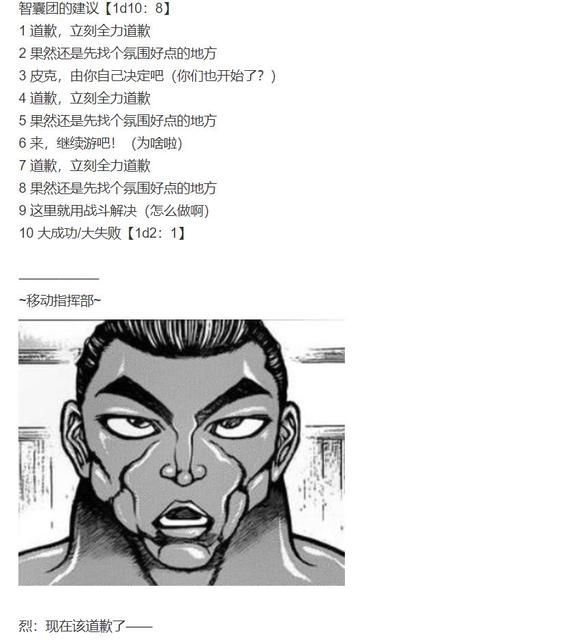 智囊团的建议【1d10：8】
1 道歉，立刻全力道歉
2 果然还是先找个氛围好点的地方
3 皮克，由你自己决定吧（你们也开始了？）
4 道歉，立刻全力道歉
5 果然还是先找个氛围好点的地方
6 来，继续游吧！（为啥啦）
7 道歉，立刻全力道歉
8 果然还是先找个氛围好点的地方
9 这里就用战斗解决（怎么做啊）
10 大成功/大失败【1d2：1】
——————
~移动指挥部~
烈：现在该道歉了——